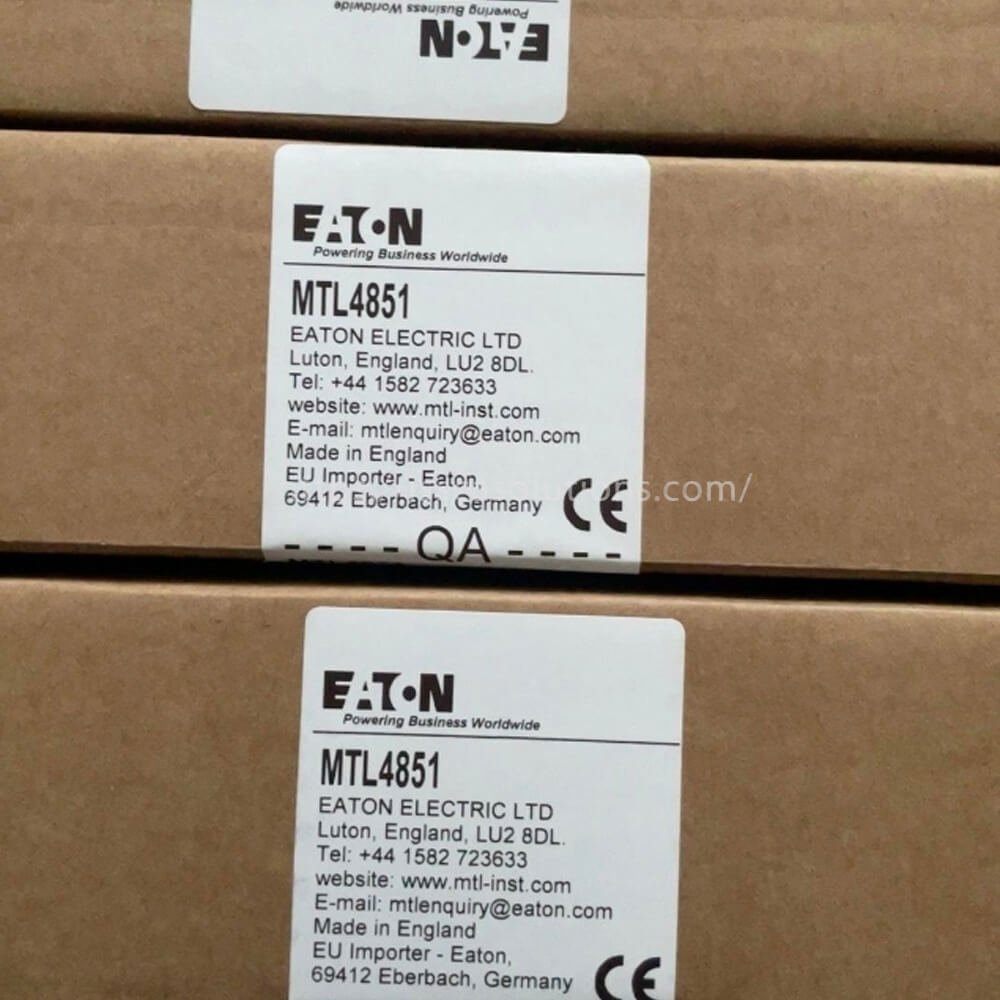 EATON
Powering Business Worldwide
EATON
Powering Business Worldwide
MTL4851
EATON ELECTRIC LTD
Luton, England, LU2 8DL.
Tel: +44 1582 723633
website: www.mtl-inst.com
E-mail: mtlenquiry@eaton.com
Made in England
EU Importer - Eaton,
69412 Eberbach, Germany
CE
- - - - QA - - - -
EATON
Powering Business Worldwide
MTL4851
EATON ELECTRIC LTD
Luton, England, LU2 8DL.
Tel: +44 1582 723633
website: www.mtl-inst.com
E-mail: mtlenquiry@eaton.com
Made in England
EU Importer - Eaton,
69412 Eberbach, Germany
CE